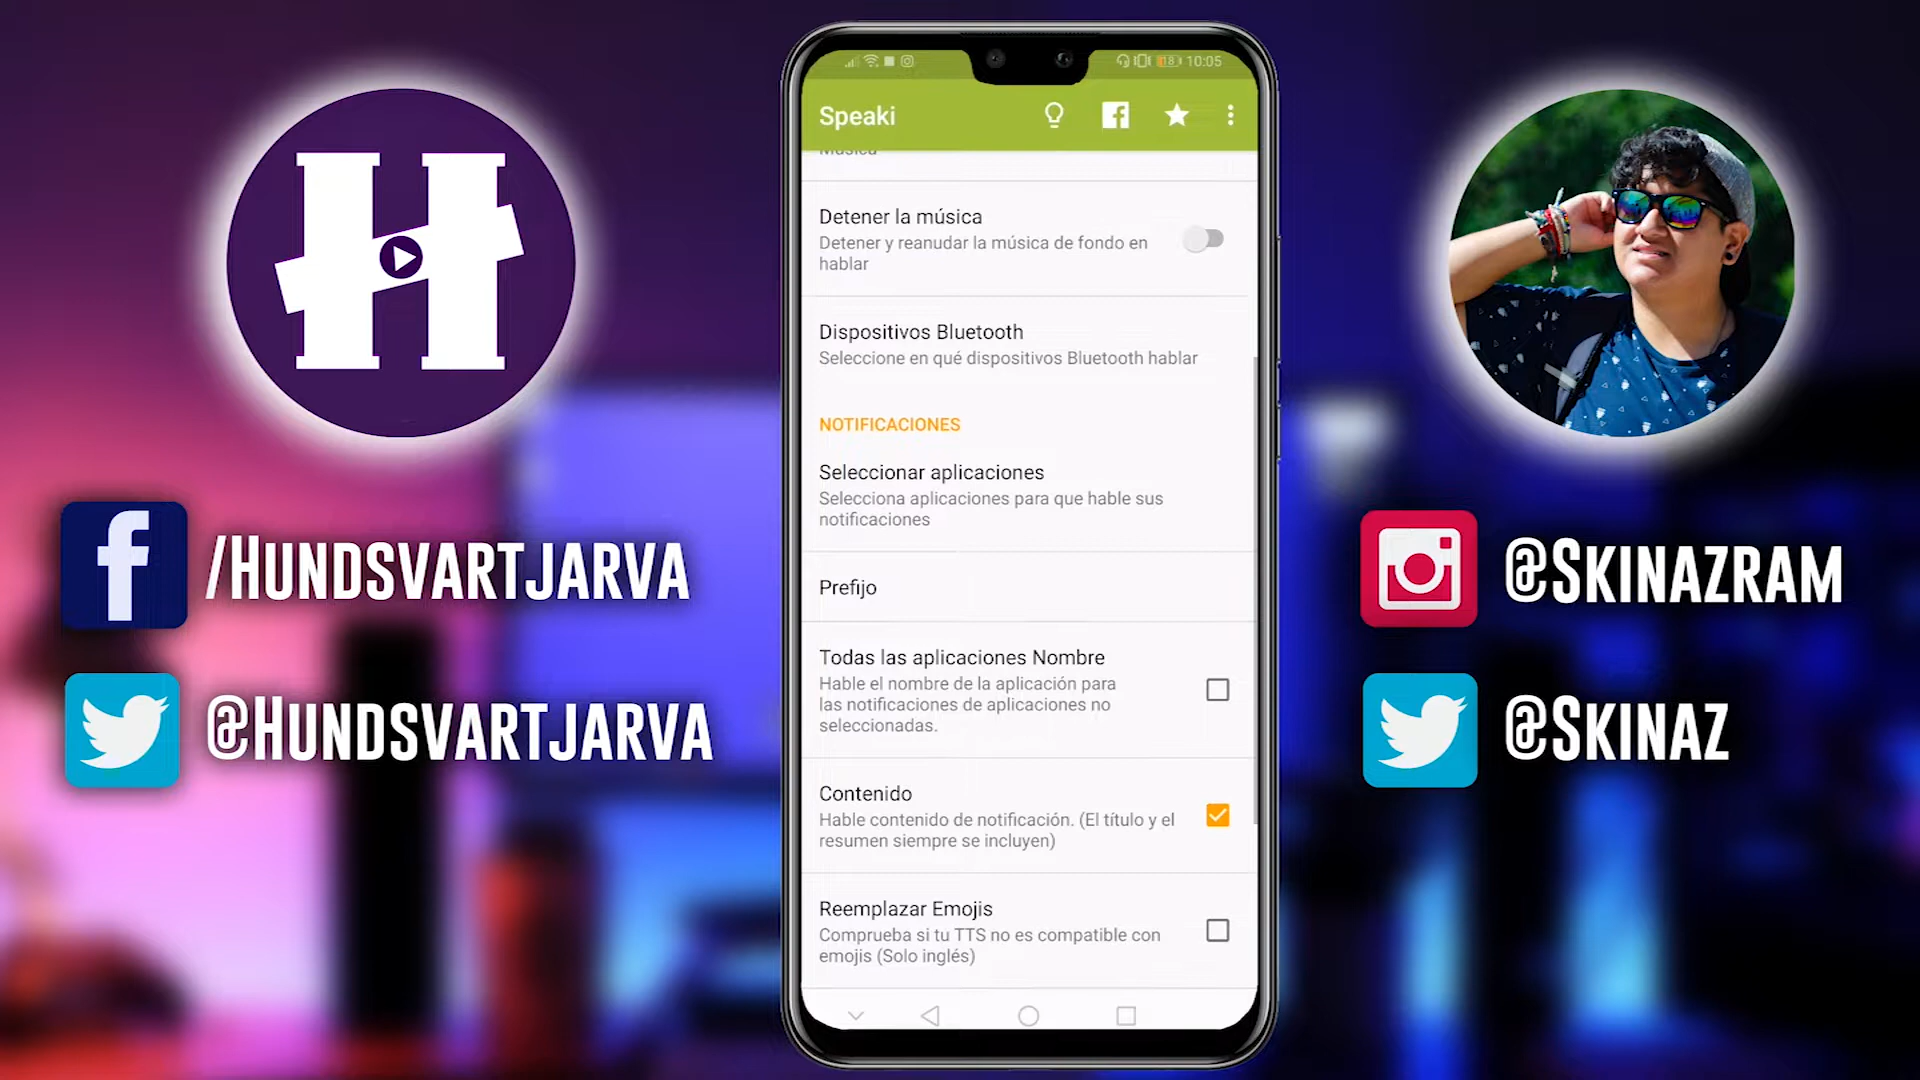 18
10:05
Speaki
Música
Detener la música
Detener y reanudar la música de fondo en
hablar
Dispositivos Bluetooth
Seleccione en qué dispositivos Bluetooth hablar
NOTIFICACIONES
Seleccionar aplicaciones
Selecciona aplicaciones para que hable sus
notificaciones
Prefijo
Todas las aplicaciones Nombre
Hable el nombre de la aplicación para
las notificaciones de aplicaciones no
seleccionadas.
Contenido
Hable contenido de notificación. (El título y el
resumen siempre se incluyen)
Reemplazar Emojis
Comprueba si tu TTS no es compatible con
emojis (Solo inglés)
H
f
/HUNDSVARTJARVA
@HUNDSVARTJARVA
@SKINAZRAM
@SKINAZ